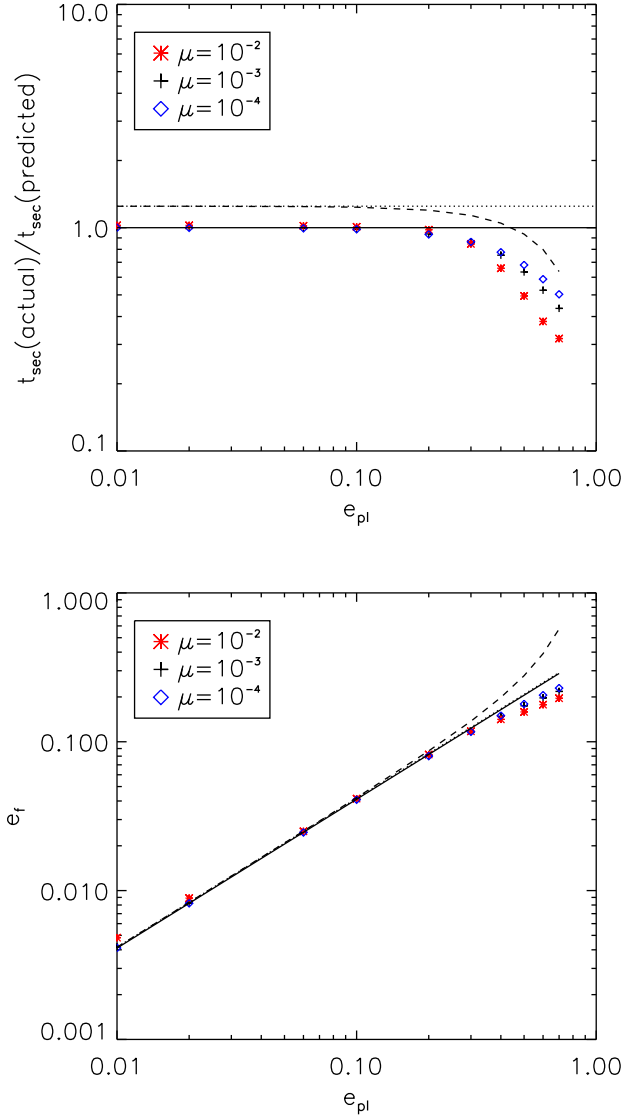 10.0
μ=10⁻²
μ=10⁻³
μ=10⁻⁴
t_sec(actual)/t_sec(predicted)
1.0
0.1
0.01 0.10 1.00
e_pl
1.000
μ=10⁻²
μ=10⁻³
μ=10⁻⁴
0.100
e_f
0.010
0.001
0.01 0.10 1.00
e_pl